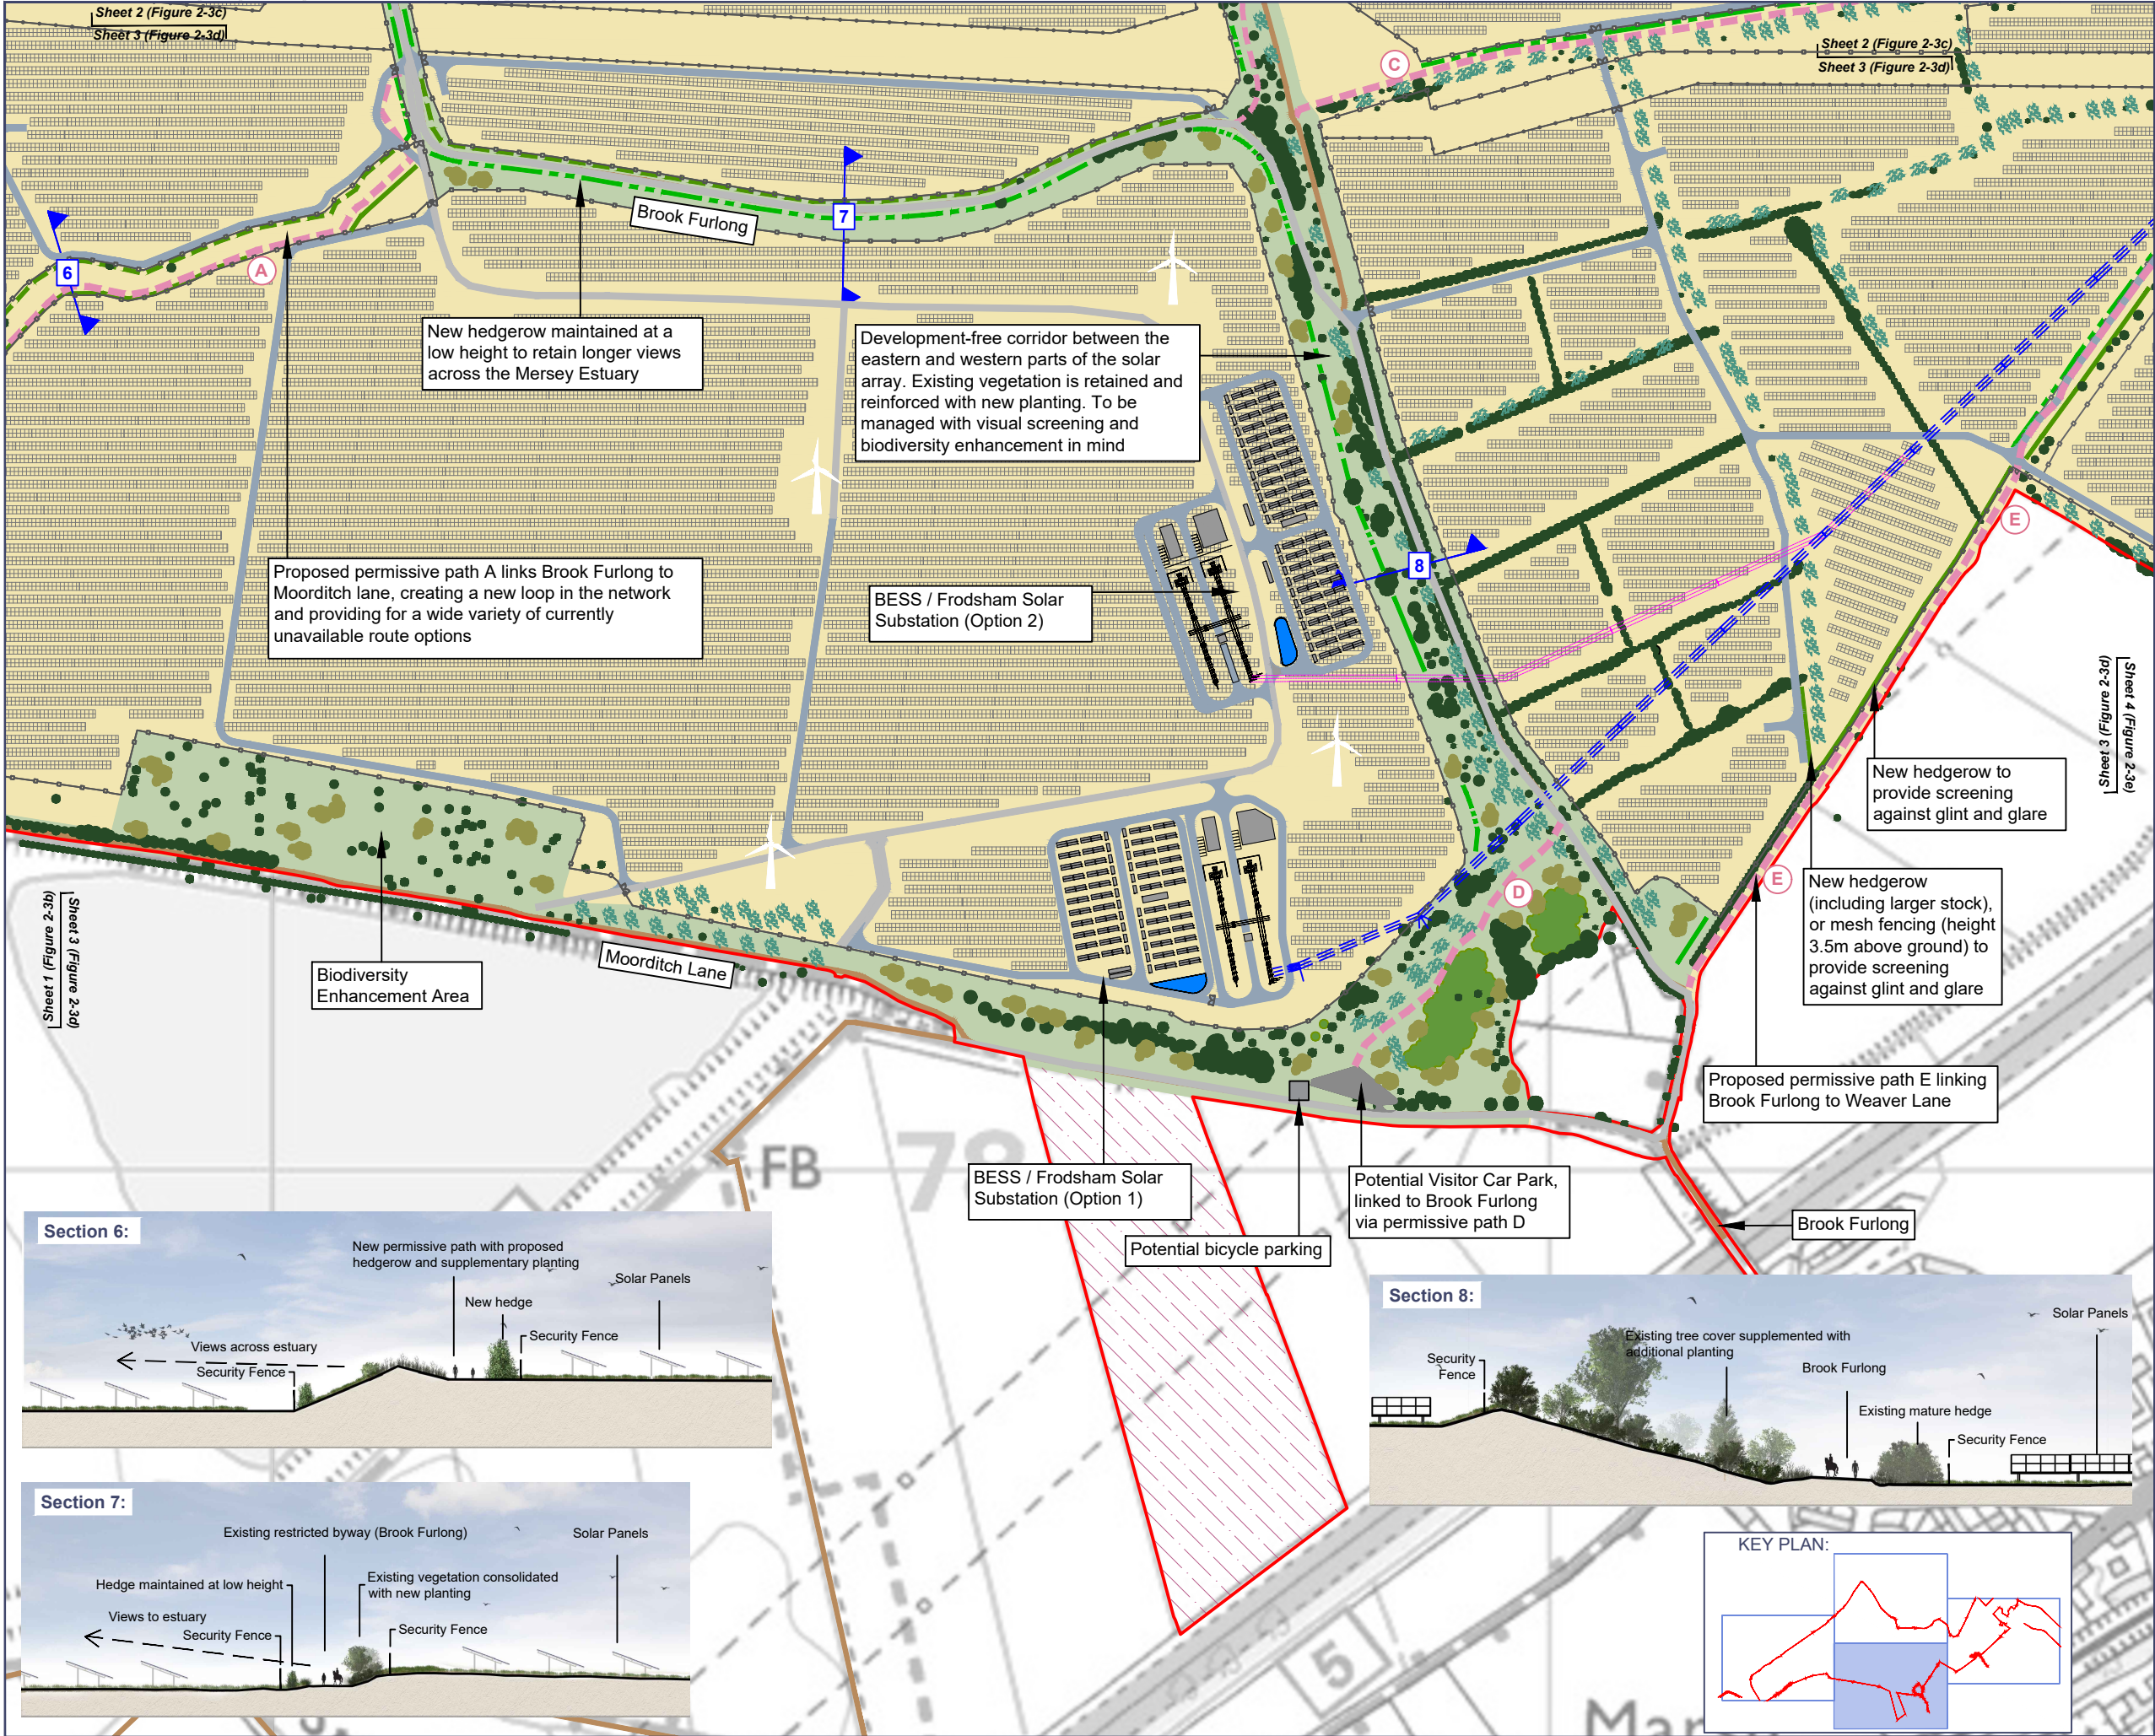 Sheet 2 (Figure 2-3c)
Sheet 3 (Figure 2-3d)
Sheet 2 (Figure 2-3c)
Sheet 3 (Figure 2-3d)
C
7
Brook Furlong
6
A
New hedgerow maintained at a
low height to retain longer views
across the Mersey Estuary
Development-free corridor between the
eastern and western parts of the solar
array. Existing vegetation is retained and
reinforced with new planting. To be
managed with visual screening and
biodiversity enhancement in mind
E
8
Proposed permissive path A links Brook Furlong to
Moorditch lane, creating a new loop in the network
and providing for a wide variety of currently
unavailable route options
BESS / Frodsham Solar
Substation (Option 2)
Sheet 3 (Figure 2-3d)
Sheet 4 (Figure 2-3e)
New hedgerow to
provide screening
against glint and glare
E
D
New hedgerow
(including larger stock),
or mesh fencing (height
3.5m above ground) to
provide screening
against glint and glare
Sheet 1 (Figure 2-3b)
Sheet 3 (Figure 2-3d)
Biodiversity
Enhancement Area
Moorditch Lane
Proposed permissive path E linking
Brook Furlong to Weaver Lane
FB
78
BESS / Frodsham Solar
Substation (Option 1)
Potential Visitor Car Park,
linked to Brook Furlong
via permissive path D
Potential bicycle parking
Brook Furlong
Section 6:
New permissive path with proposed
hedgerow and supplementary planting
Solar Panels
New hedge
Security Fence
Views across estuary
Security Fence
Section 8:
Solar Panels
Existing tree cover supplemented with
additional planting
Security
Fence
Brook Furlong
Existing mature hedge
Security Fence
Section 7:
Existing restricted byway (Brook Furlong)
Solar Panels
Hedge maintained at low height
Existing vegetation consolidated
with new planting
Views to estuary
Security Fence
Security Fence
KEY PLAN:
5
Mar